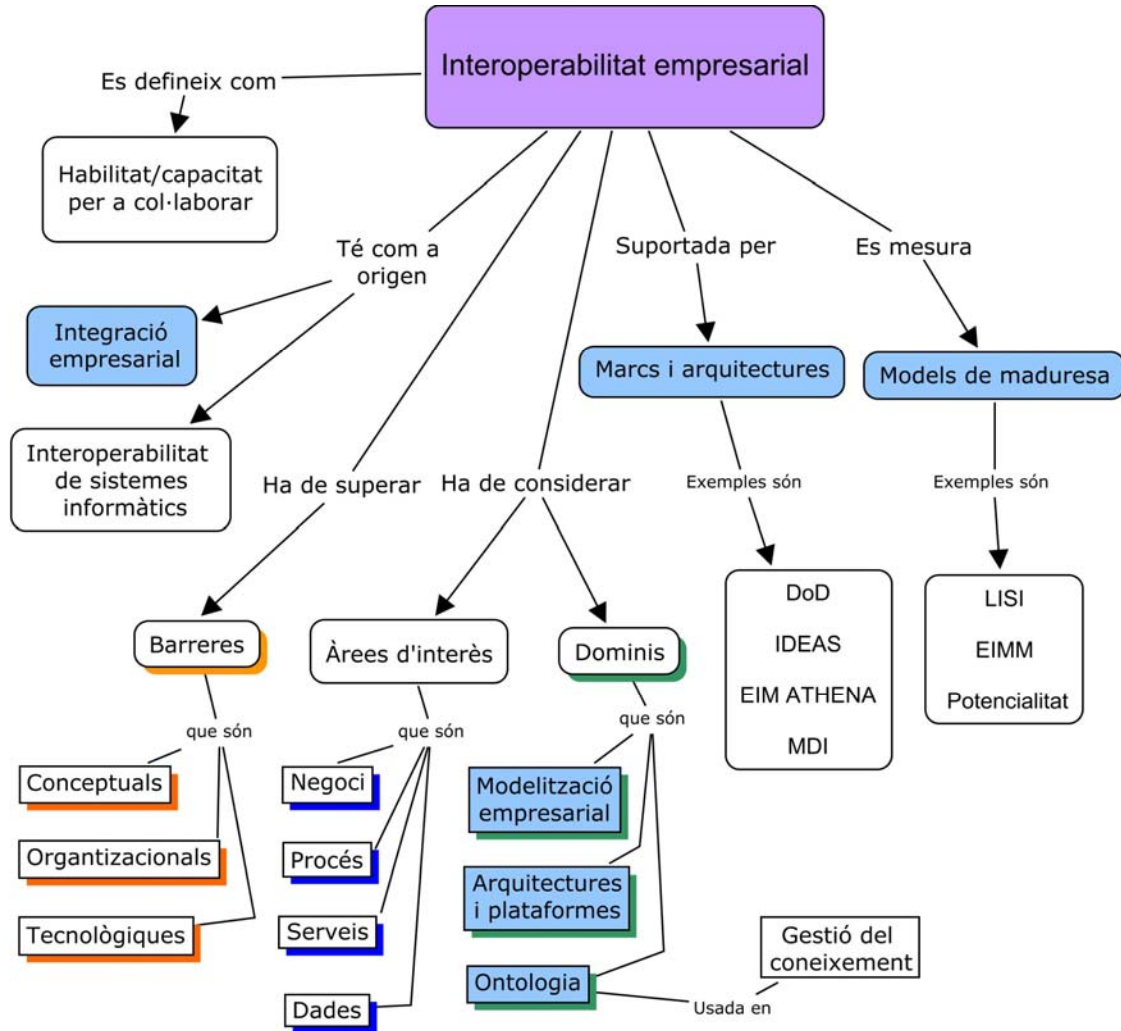 Interoperabilitat empresarial
Es defineix com
Habilitat/capacitat
per a col·laborar
Té com a
origen
Suportada per
Es mesura
Integració
empresarial
Marcs i arquitectures
Models de maduresa
Interoperabilitat
de sistemes
informàtics
Ha de superar
Ha de considerar
Exemples són
Exemples són
DoD
IDEAS
EIM ATHENA
MDI
LISI
EIMM
Potencialitat
Barreres
Àrees d'interès
Dominis
que són
que són
que són
Conceptuals
Organtizacionals
Tecnològiques
Negoci
Procés
Serveis
Dades
Modelització
empresarial
Arquitectures
i plataformes
Ontologia
Usada en
Gestió del
coneixement